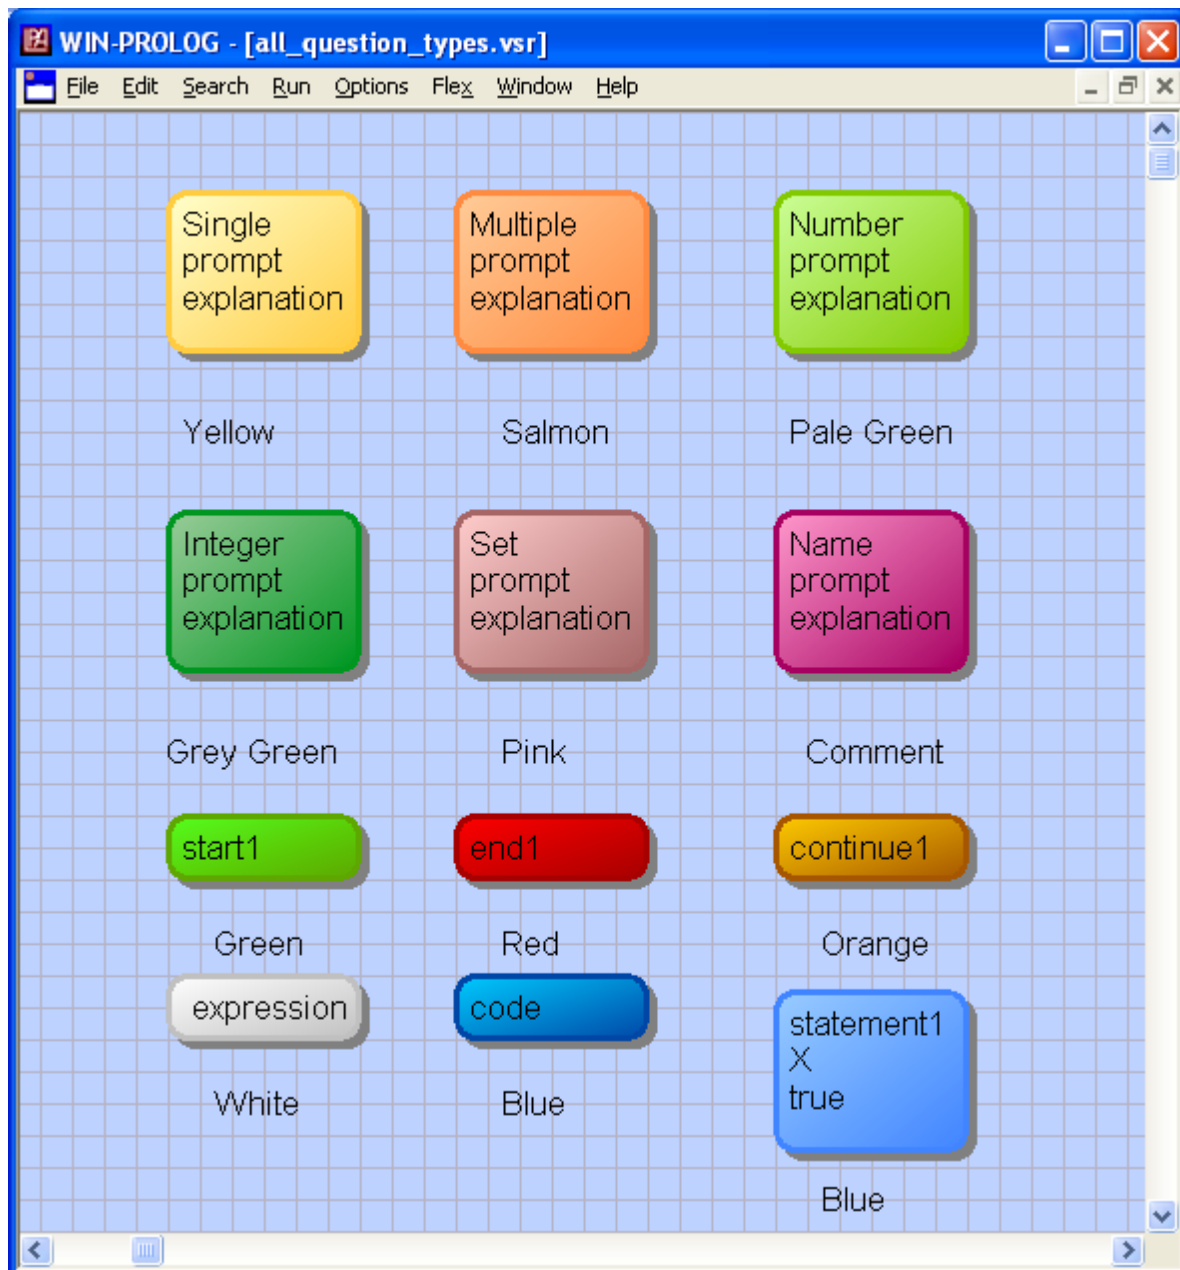 WIN-PROLOG - [all_question_types.vsr]
File Edit Search Run Options Flex Window Help
Single
prompt
explanation
Multiple
prompt
explanation
Number
prompt
explanation
Yellow
Salmon
Pale Green
Integer
prompt
explanation
Set
prompt
explanation
Name
prompt
explanation
Grey Green
Pink
Comment
start1
end1
continue1
Green
Red
Orange
expression
code
statement1
X
true
White
Blue
Blue